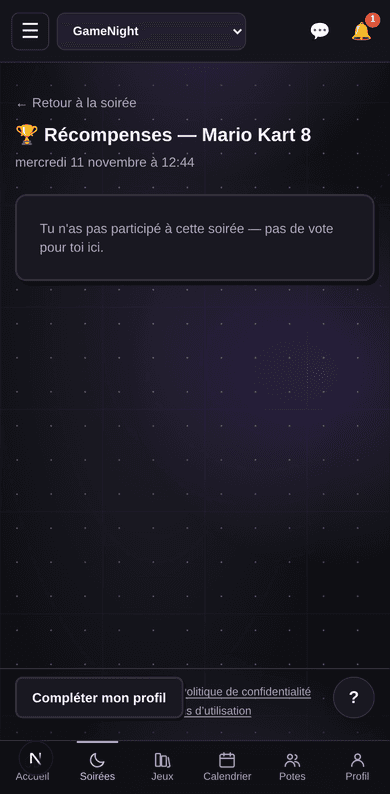 ☰ GameNight 💬 🔔 1
← Retour à la soirée
🏆 Récompenses — Mario Kart 8
mercredi 11 novembre à 12:44
Tu n'as pas participé à cette soirée — pas de vote
pour toi ici.
Compléter mon profil
olitique de confidentialité
s d'utilisation
?
N
Accueil Soirées Jeux Calendrier Potes Profil